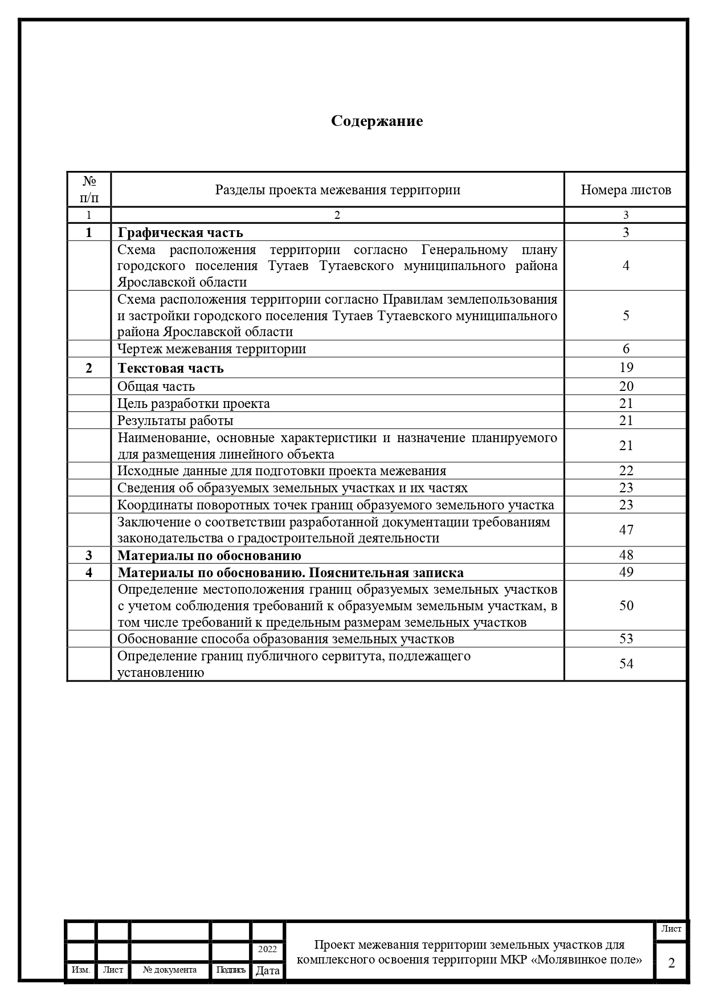 Содержание
№
п/п
Разделы проекта межевания территории
Номера листов
1
2
3
1
Графическая часть
3
Схема расположения территории согласно Генеральному плану
городского поселения Тутаев Тутаевского муниципального района
Ярославской области
4
Схема расположения территории согласно Правилам землепользования
и застройки городского поселения Тутаев Тутаевского муниципального
района Ярославской области
5
Чертеж межевания территории
6
2
Текстовая часть
19
Общая часть
20
Цель разработки проекта
21
Результаты работы
21
Наименование, основные характеристики и назначение планируемого
для размещения линейного объекта
21
Исходные данные для подготовки проекта межевания
22
Сведения об образуемых земельных участках и их частях
23
Координаты поворотных точек границ образуемого земельного участка
23
Заключение о соответствии разработанной документации требованиям
законодательства о градостроительной деятельности
47
3
Материалы по обоснованию
48
4
Материалы по обоснованию. Пояснительная записка
49
Определение местоположения границ образуемых земельных участков
с учетом соблюдения требований к образуемым земельным участкам, в
том числе требований к предельным размерам земельных участков
50
Обоснование способа образования земельных участков
53
Определение границ публичного сервитута, подлежащего
установлению
54
2022
Изм.
Лист
№ документа
Подпись
Дата
Проект межевания территории земельных участков для
комплексного освоения территории МКР «Молявинкое поле»
Лист
2